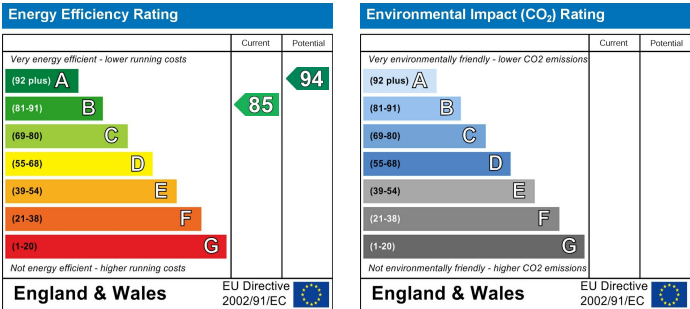 Energy Efficiency Rating
Current Potential
Very energy efficient - lower running costs
(92 plus) A
94
(81-91) B
85
(69-80) C
(55-68) D
(39-54) E
(21-38) F
(1-20) G
Not energy efficient - higher running costs
England & Wales
EU Directive
2002/91/EC
Environmental Impact (CO₂) Rating
Current Potential
Very environmentally friendly - lower CO2 emissions
(92 plus) A
(81-91) B
(69-80) C
(55-68) D
(39-54) E
(21-38) F
(1-20) G
Not environmentally friendly - higher CO2 emissions
England & Wales
EU Directive
2002/91/EC